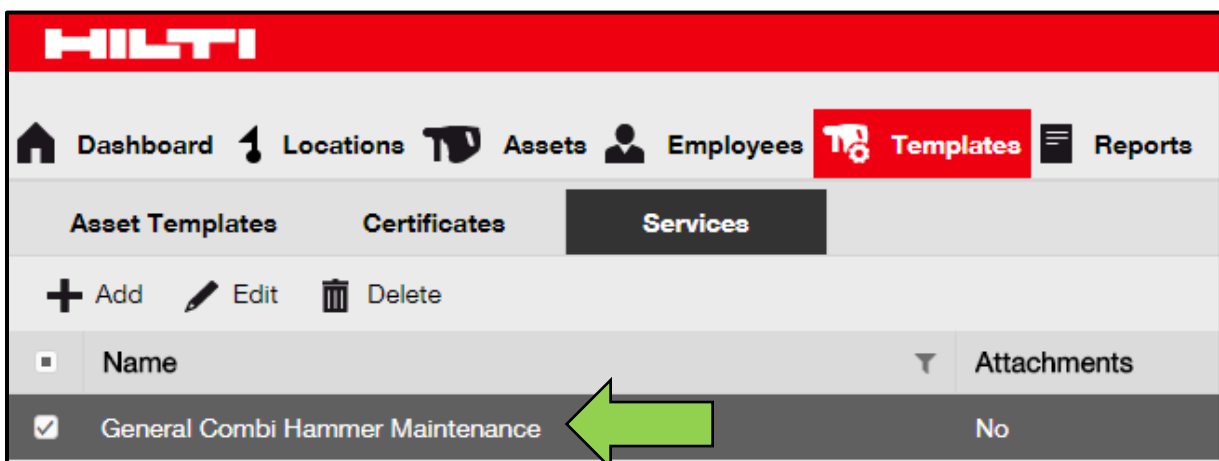 HILTI
Dashboard Locations Assets Employees Templates Reports
Asset Templates Certificates Services
Add Edit Delete
Name Attachments
General Combi Hammer Maintenance No